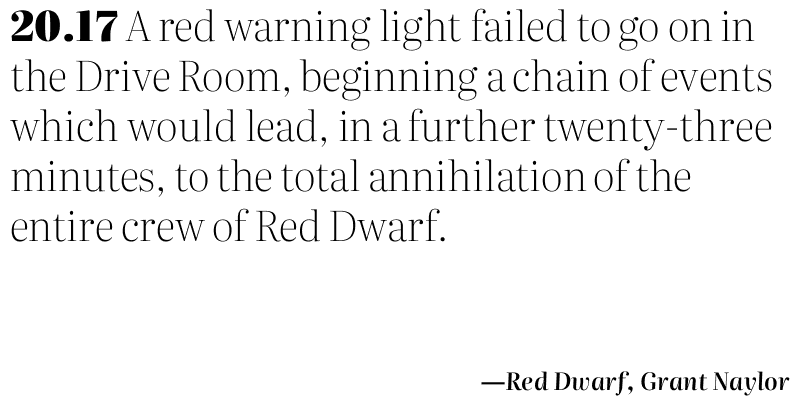 20.17 A red warning light failed to go on in
the Drive Room, beginning a chain of events
which would lead, in a further twenty-three
minutes, to the total annihilation of the
entire crew of Red Dwarf.
—Red Dwarf, Grant Naylor